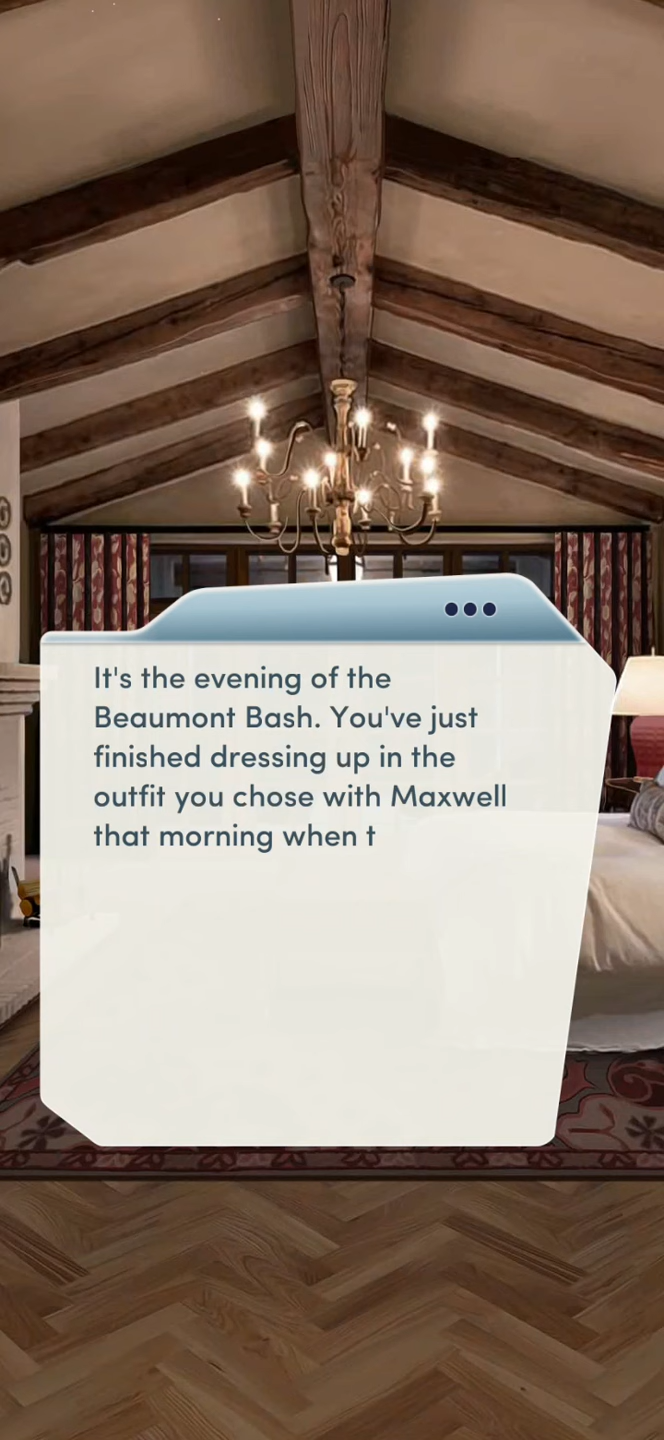 It's the evening of the
Beaumont Bash. You've just
finished dressing up in the
outfit you chose with Maxwell
that morning when t